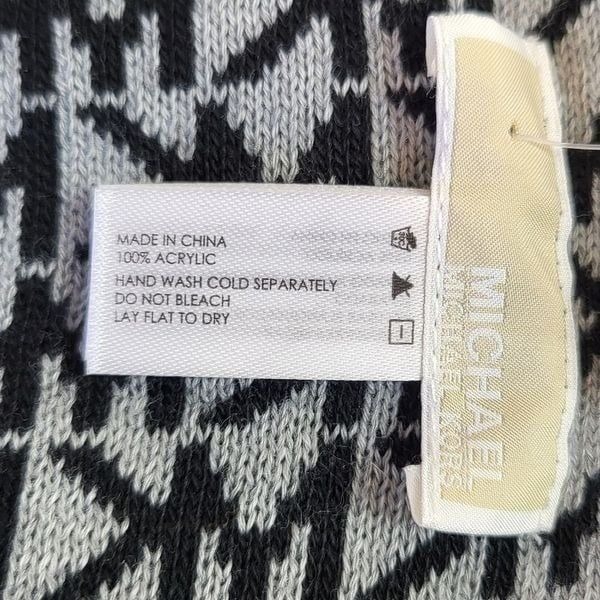 MADE IN CHINA
100% ACRYLIC
HAND WASH COLD SEPARATELY
DO NOT BLEACH
LAY FLAT TO DRY
MICHAEL
MICHAEL KORS